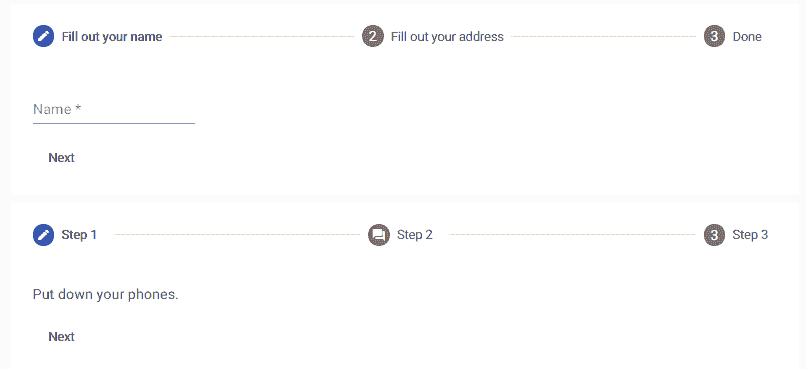 Fill out your name 2 Fill out your address 3 Done
Name *
Next
Step 1 Step 2 3 Step 3
Put down your phones.
Next